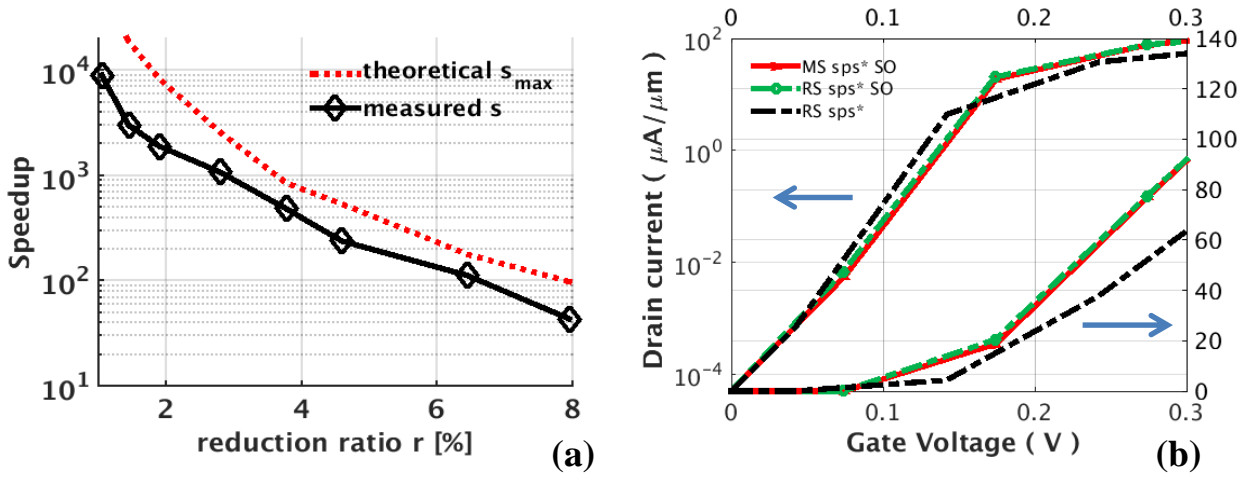 10^4
10^3
10^2
10^1
Speedup
theoretical s_max
measured s
2 4 6 8
reduction ratio r [%]
(a)
0 0.1 0.2 0.3
10^2
10^0
10^-2
10^-4
Drain current ( μA/μm )
MS sps* SO
RS sps* SO
RS sps*
140
120
100
80
60
40
20
0
0 0.1 0.2 0.3
Gate Voltage ( V )
(b)